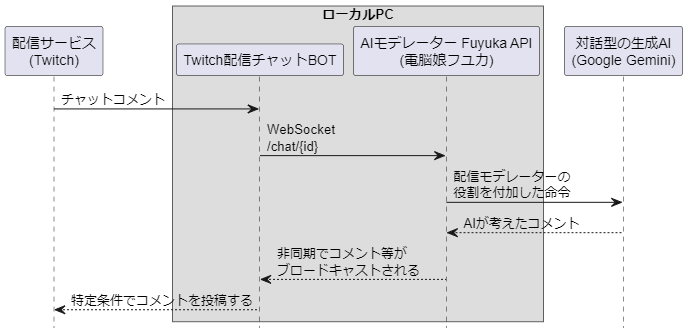 ローカルPC
配信サービス
(Twitch)
Twitch配信チャットBOT
AIモデレーター Fuyuka API
(電脳娘フユカ)
対話型の生成AI
(Google Gemini)
チャットコメント
WebSocket
/chat/{id}
配信モデレーターの
役割を付加した命令
AIが考えたコメント
非同期でコメント等が
ブロードキャストされる
特定条件でコメントを投稿する